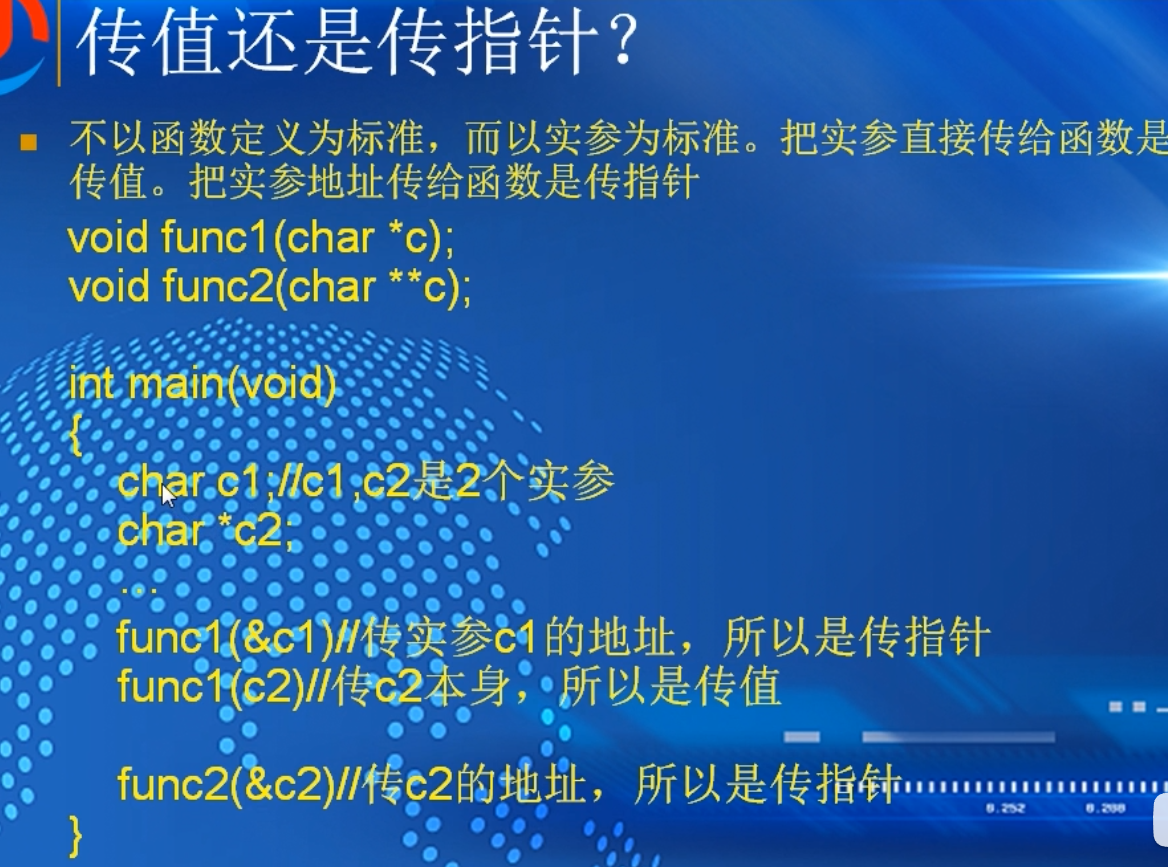 传值还是传指针？
不以函数定义为标准，而以实参为标准。把实参直接传给函数是
传值。把实参地址传给函数是传指针
void func1(char *c);
void func2(char **c);
int main(void)
{
char c1;//c1,c2是2个实参
char *c2;
…
func1(&c1)//传实参c1的地址，所以是传指针
func1(c2)//传c2本身，所以是传值
func2(&c2)//传c2的地址，所以是传指针
0.252 0.200
}